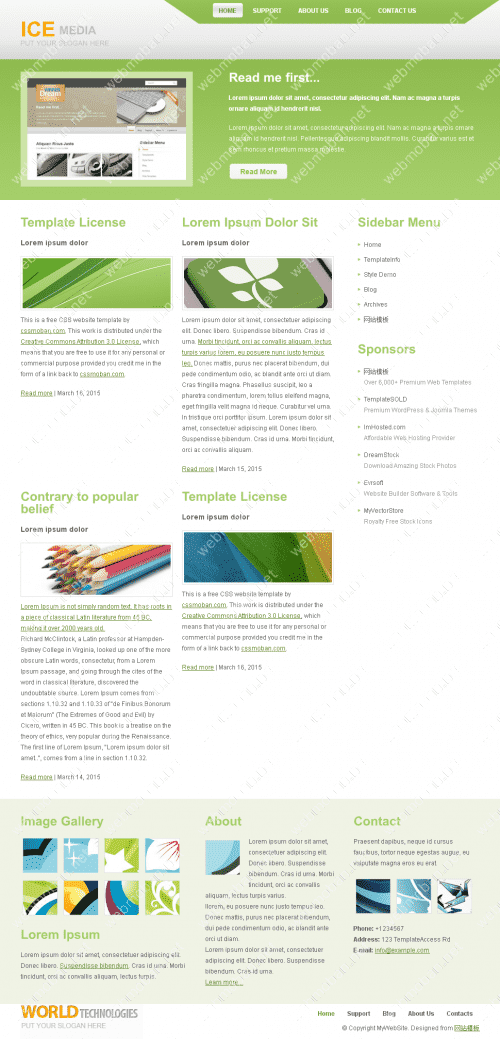 HOME SUPPORT ABOUT US BLOG CONTACT US
ICE MEDIA
PUT YOUR SLOGAN HERE
Read me first...
Lorem ipsum dolor sit amet, consectetur adipiscing elit. Nam ac magna a turpis
ornare aliquam id hendrerit nisl.
Lorem ipsum dolor sit amet, consectetur adipiscing elit. Nam ac magna a turpis ornare
aliquam id hendrerit nisl. Pellentesque adipiscing blandit mollis. Curabitur varius est et
sem rhoncus et pretium massa molestie.
Read More
Template License
Lorem ipsum dolor
This is a free CSS website template by
cssmoban.com. This work is distributed under the
Creative Commons Attribution 3.0 License, which
means that you are free to use it for any personal or
commercial purpose provided you credit me in the
form of a link back to cssmoban.com.
Read more | March 16, 2015
Lorem Ipsum Dolor Sit
Lorem ipsum dolor
Lorem ipsum dolor sit amet, consectetuer adipiscing
elit. Donec libero. Suspendisse bibendum. Cras id
urna. Morbi tincidunt, orci ac convallis aliquam, lectus
turpis varius lorem, eu posuere nunc justo tempus
leo. Donec mattis, purus nec placerat bibendum, dui
pede condimentum odio, ac blandit ante orci ut diam.
Cras fringilla magna. Phasellus suscipit, leo a
pharetra condimentum, lorem tellus eleifend magna,
eget fringilla velit magna id neque. Curabitur vel urna.
In tristique orci porttitor ipsum. Lorem ipsum dolor sit
amet, consectetuer adipiscing elit. Donec libero.
Suspendisse bibendum. Cras id urna. Morbi tincidunt,
orci ac convallis aliquam.
Read more | March 15, 2015
Sidebar Menu
Home
TemplateInfo
Style Demo
Blog
Archives
网站模板
Sponsors
网站模板
Over 6,000+ Premium Web Templates
TemplateSOLD
Premium WordPress & Joomla Themes
ImHosted.com
Affordable Web Hosting Provider
DreamStock
Download Amazing Stock Photos
Evrsoft
Website Builder Software & Tools
MyVectorStore
Royalty Free Stock Icons
Contrary to popular
belief
Lorem ipsum dolor
Lorem Ipsum is not simply random text. It has roots in
a piece of classical Latin literature from 45 BC,
making it over 2000 years old.
Richard McClintock, a Latin professor at Hampden-
Sydney College in Virginia, looked up one of the more
obscure Latin words, consectetur, from a Lorem
Ipsum passage, and going through the cites of the
word in classical literature, discovered the
undoubtable source. Lorem Ipsum comes from
sections 1.10.32 and 1.10.33 of "de Finibus Bonorum
et Malorum" (The Extremes of Good and Evil) by
Cicero, written in 45 BC. This book is a treatise on the
theory of ethics, very popular during the Renaissance.
The first line of Lorem Ipsum, "Lorem ipsum dolor sit
amet..", comes from a line in section 1.10.32.
Read more | March 14, 2015
Template License
Lorem ipsum dolor
This is a free CSS website template by
cssmoban.com. This work is distributed under the
Creative Commons Attribution 3.0 License, which
means that you are free to use it for any personal or
commercial purpose provided you credit me in the
form of a link back to cssmoban.com.
Read more | March 16, 2015
Image Gallery
Lorem Ipsum
Lorem ipsum dolor sit amet, consectetuer adipiscing elit.
Donec libero. Suspendisse bibendum. Cras id urna. Morbi
tincidunt, orci ac convallis aliquam, lectus turpis.
About
Lorem ipsum dolor sit amet,
consectetuer adipiscing elit.
Donec libero. Suspendisse
bibendum. Cras id urna. Morbi
tincidunt, orci ac convallis
aliquam, lectus turpis varius
lorem, eu posuere nunc justo tempus leo.
Donec mattis, purus nec placerat bibendum,
dui pede condimentum odio, ac blandit ante
orci ut diam.
Lorem ipsum dolor sit amet, consectetuer
adipiscing elit. Donec libero. Suspendisse
bibendum. Cras id urna.
Learn more...
Contact
Praesent dapibus, neque id cursus
faucibus, tortor neque egestas augue, eu
vulputate magna eros eu erat.
Phone: +1234567
Address: 123 TemplateAccess Rd
E-mail: info@example.com
WORLD TECHNOLOGIES
PUT YOUR SLOGAN HERE
Home Support Blog About Us Contacts
© Copyright MyWebSite. Designed from 网站模板